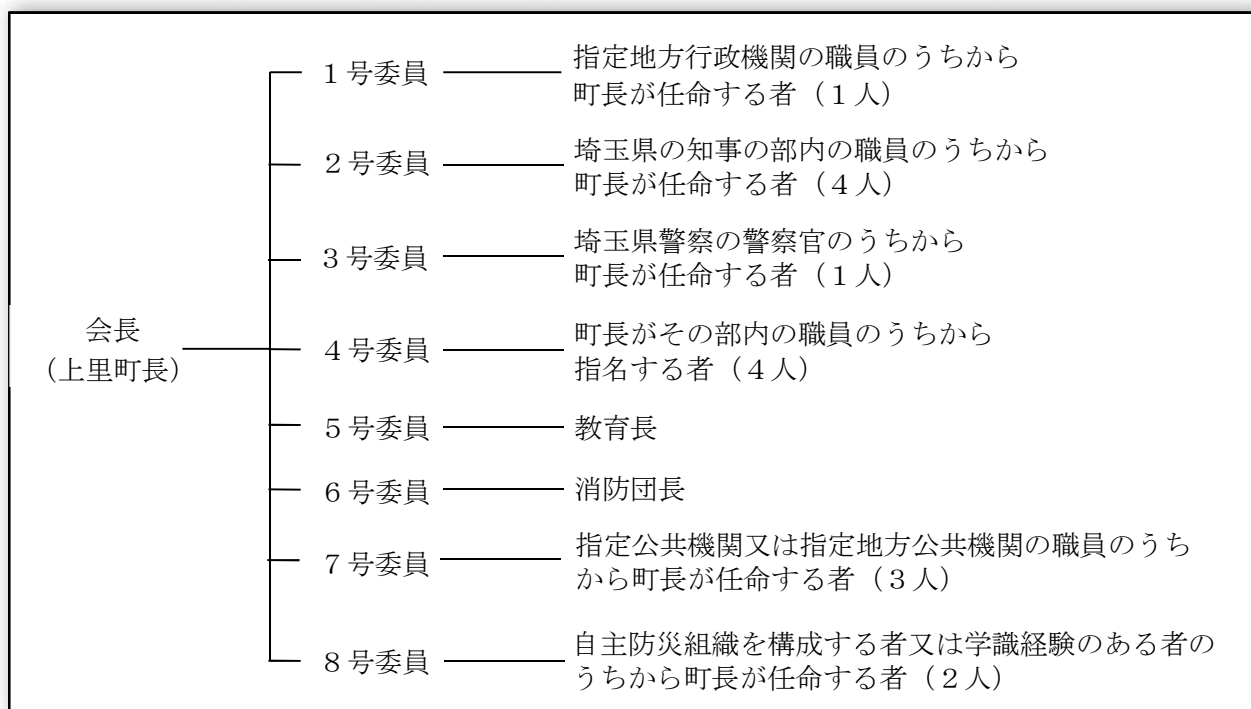 会長
（上里町長）
１号委員
指定地方行政機関の職員のうちから
町長が任命する者（１人）
２号委員
埼玉県の知事の部内の職員のうちから
町長が任命する者（４人）
３号委員
埼玉県警察の警察官のうちから
町長が任命する者（１人）
４号委員
町長がその部内の職員のうちから
指名する者（４人）
５号委員
教育長
６号委員
消防団長
７号委員
指定公共機関又は指定地方公共機関の職員のうち
から町長が任命する者（３人）
８号委員
自主防災組織を構成する者又は学識経験のある者の
うちから町長が任命する者（２人）